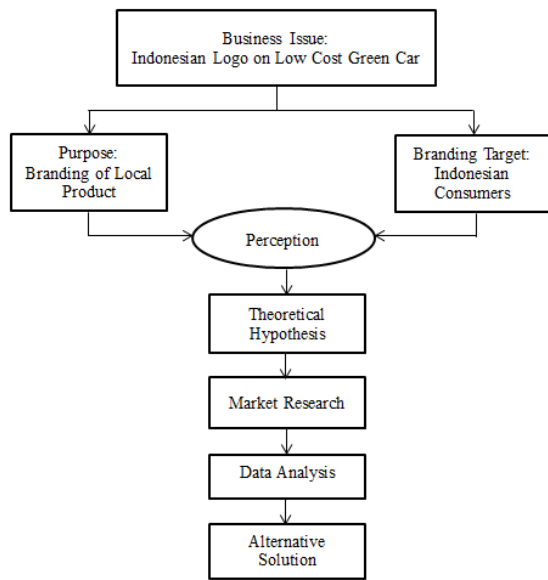 Business Issue:
Indonesian Logo on Low Cost Green Car
Purpose:
Branding of Local
Product
Branding Target:
Indonesian
Consumers
Perception
Theoretical
Hypothesis
Market Research
Data Analysis
Alternative
Solution